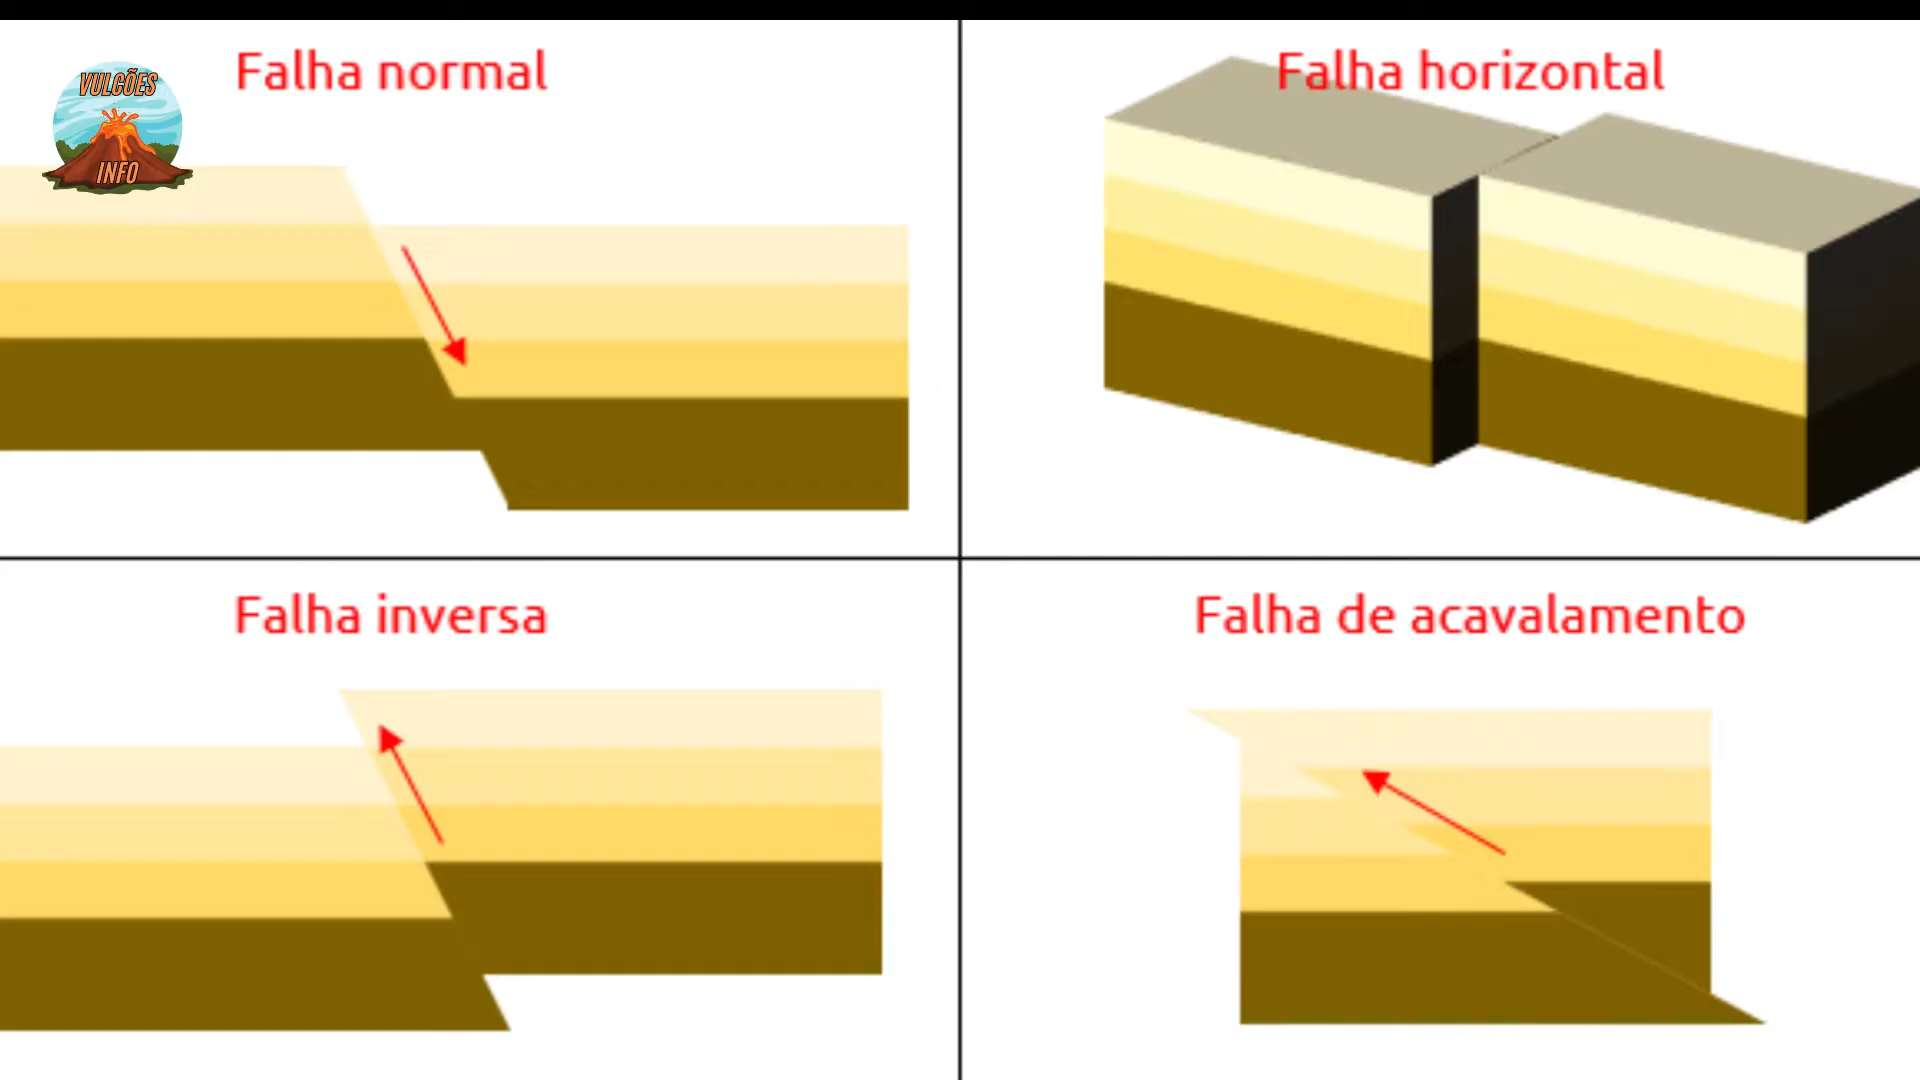 VULCÕES
INFO
Falha normal
Falha horizontal
Falha inversa
Falha de acavalamento